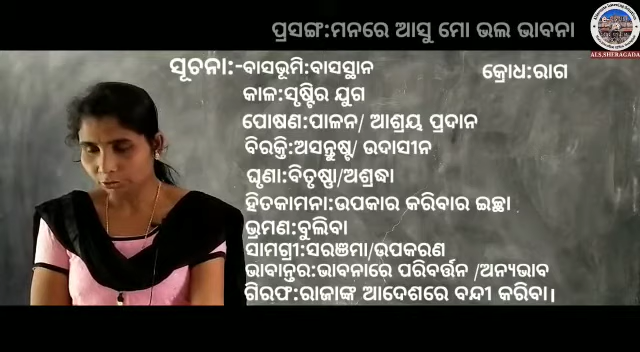 ପ୍ରସଙ୍ଗ:ମନରେ ଆସୁ ମୋ ଭଲ ଭାବନା
ALS,SHERAGADA
ସୂଚନା:-ବାସଭୂମି:ବାସସ୍ଥାନ
କ୍ରୋଧ:ରାଗ
କାଳ:ସୃଷ୍ଟିର ଯୁଗ
ପୋଷଣ:ପାଳନ/ ଆଶ୍ରୟ ପ୍ରଦାନ
ବିରକ୍ତି:ଅସନ୍ତୁଷ୍ଟ/ ଉଦାସୀନ
ଘୃଣା:ବିତୃଷ୍ଣା/ଅଶ୍ରଦ୍ଧା
ହିତକାମନା:ଉପକାର କରିବାର ଇଚ୍ଛା
ଭ୍ରମଣ:ବୁଲିବା
ସାମଗ୍ରୀ:ସରଞ୍ଜାମ/ଉପକରଣ
ଭାବାନ୍ତର:ଭାବନାରେ ପରିବର୍ତ୍ତନ /ଅନ୍ୟଭାବ
ଗିରଫ:ରାଜାଙ୍କ ଆଦେଶରେ ବନ୍ଦୀ କରିବା।